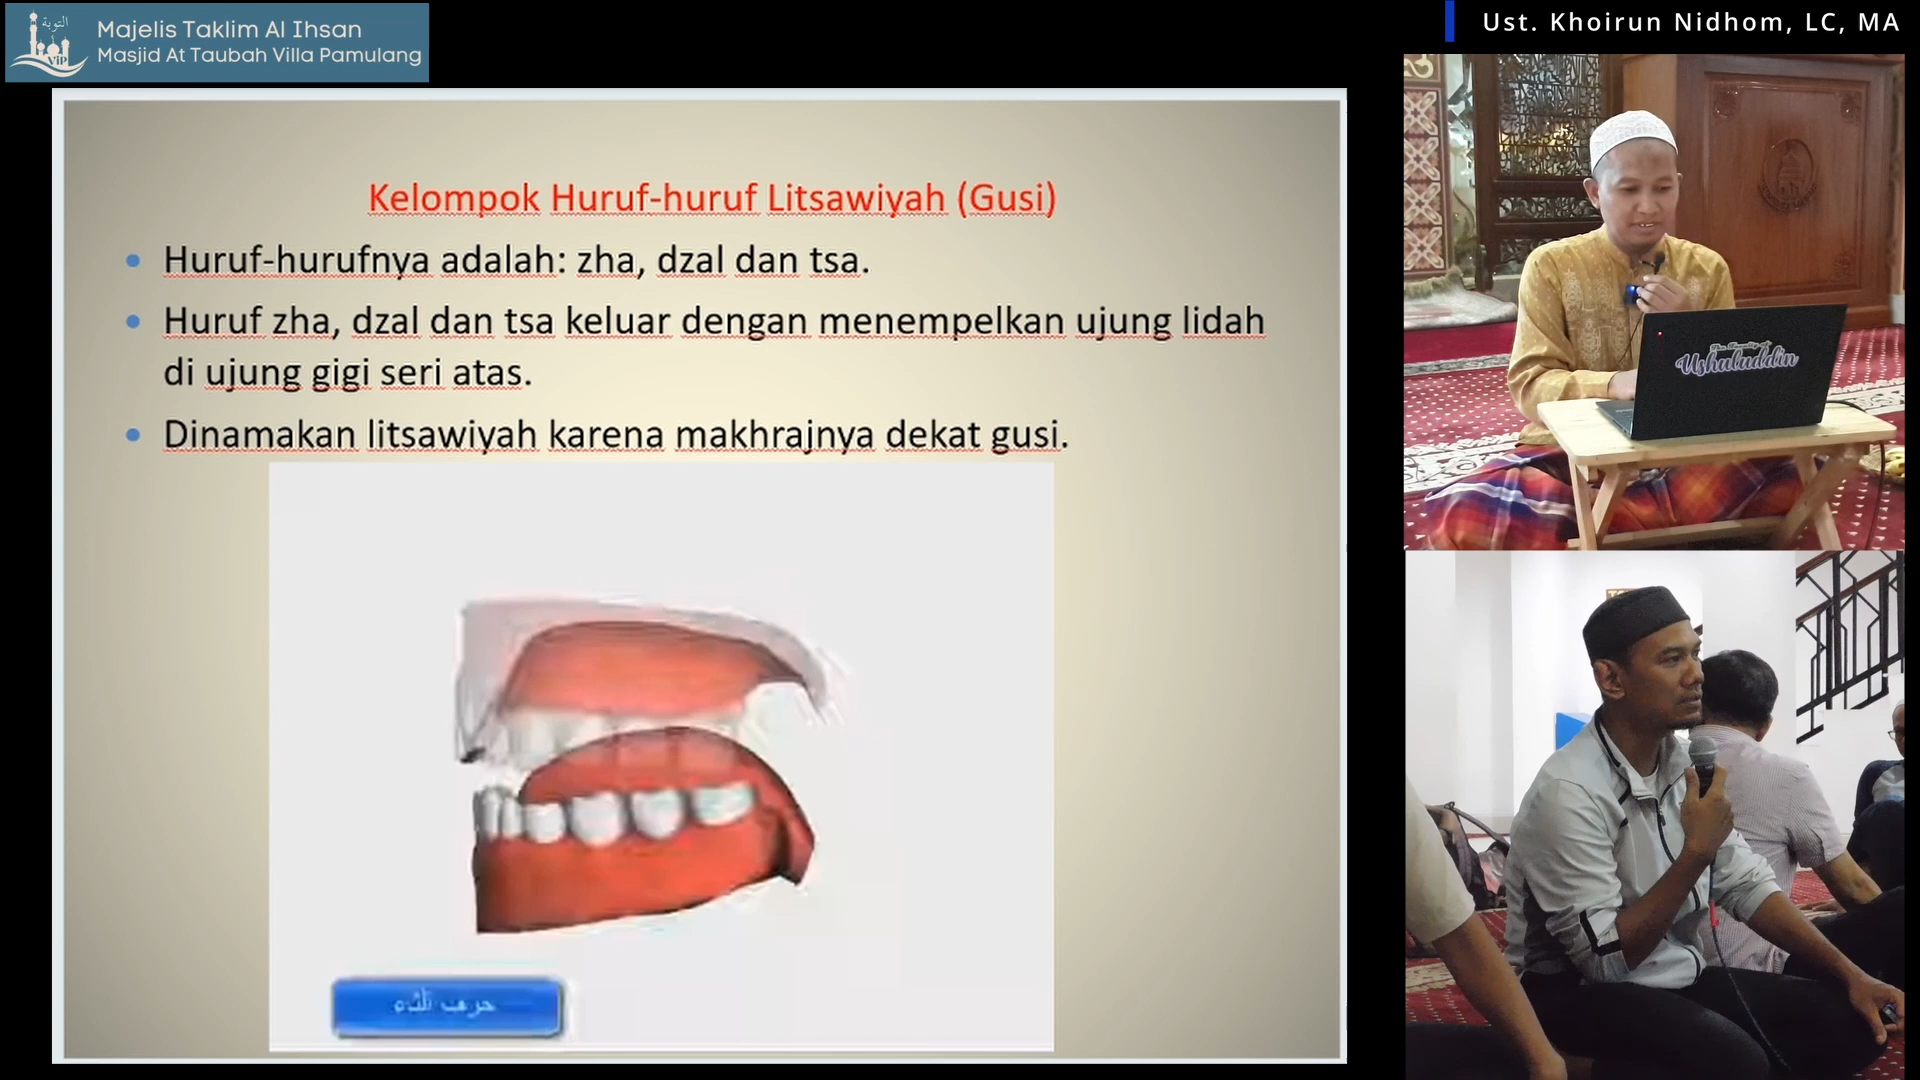 Majelis Taklim Al Ihsan
Masjid At Taubah Villa Pamulang
التوبة
ViP
Ust. Khoirun Nidhom, LC, MA
Kelompok Huruf-huruf Litsawiyah (Gusi)
Huruf-hurufnya adalah: zha, dzal dan tsa.
Huruf zha, dzal dan tsa keluar dengan menempelkan ujung lidah
di ujung gigi seri atas.
Dinamakan litsawiyah karena makhrajnya dekat gusi.
Ushuluddin